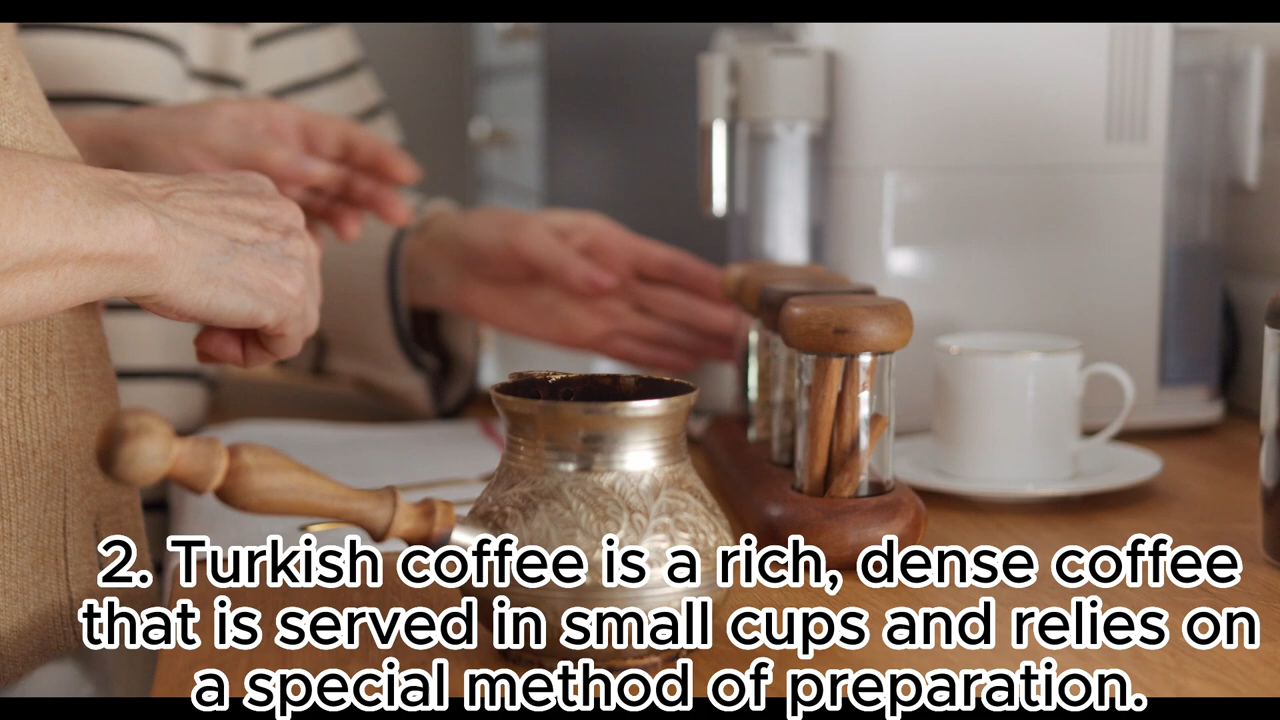 2. Turkish coffee is a rich, dense coffee
that is served in small cups and relies on
a special method of preparation.